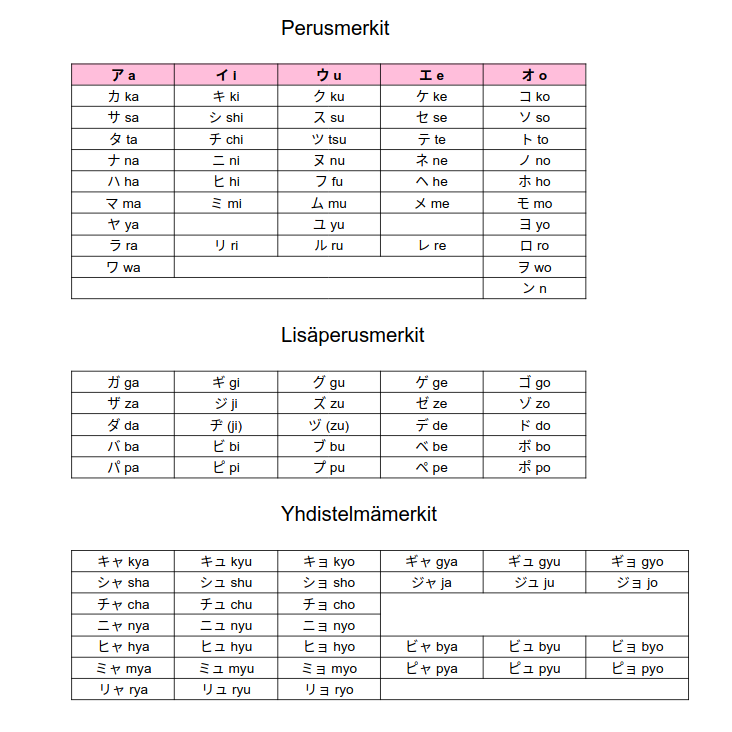 Perusmerkit
ア a イ i ウ u エ e オ o
カ ka キ ki ク ku ケ ke コ ko
サ sa シ shi ス su セ se ソ so
タ ta チ chi ツ tsu テ te ト to
ナ na ニ ni ヌ nu ネ ne ノ no
ハ ha ヒ hi フ fu ヘ he ホ ho
マ ma ミ mi ム mu メ me モ mo
ヤ ya ユ yu ヨ yo
ラ ra リ ri ル ru レ re ロ ro
ワ wa ヲ wo
ン n
Lisäperusmerkit
ガ ga ギ gi グ gu ゲ ge ゴ go
ザ za ジ ji ズ zu ゼ ze ゾ zo
ダ da ヂ (ji) ヅ (zu) デ de ド do
バ ba ビ bi ブ bu ベ be ボ bo
パ pa ピ pi プ pu ペ pe ポ po
Yhdistelmämerkit
キャ kya キュ kyu キョ kyo ギャ gya ギュ gyu ギョ gyo
シャ sha シュ shu ショ sho ジャ ja ジュ ju ジョ jo
チャ cha チュ chu チョ cho
ニャ nya ニュ nyu ニョ nyo
ヒャ hya ヒュ hyu ヒョ hyo ビャ bya ビュ byu ビョ byo
ミャ mya ミュ myu ミョ myo ピャ pya ピュ pyu ピョ pyo
リャ rya リュ ryu リョ ryo